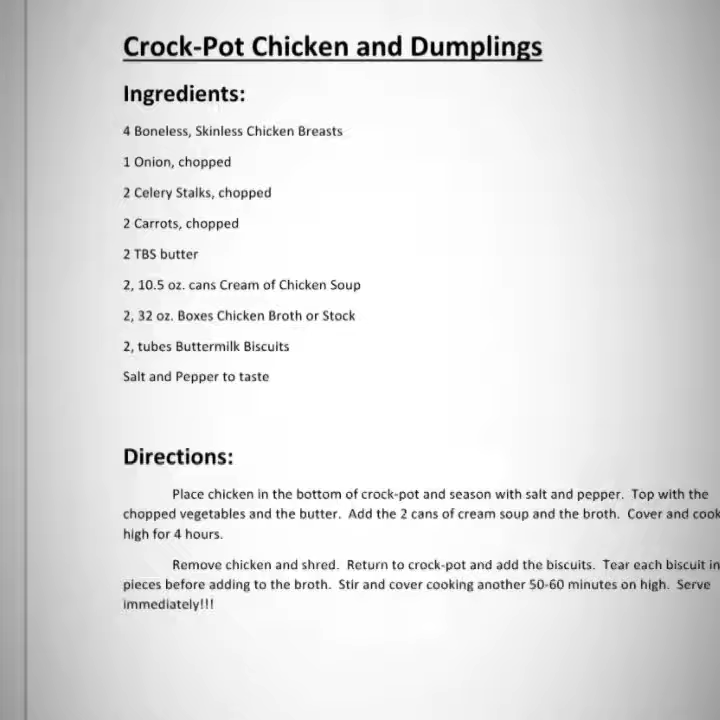 Crock-Pot Chicken and Dumplings
Ingredients:
4 Boneless, Skinless Chicken Breasts
1 Onion, chopped
2 Celery Stalks, chopped
2 Carrots, chopped
2 TBS butter
2, 10.5 oz. cans Cream of Chicken Soup
2, 32 oz. Boxes Chicken Broth or Stock
2, tubes Buttermilk Biscuits
Salt and Pepper to taste
Directions:
Place chicken in the bottom of crock-pot and season with salt and pepper. Top with the
chopped vegetables and the butter. Add the 2 cans of cream soup and the broth. Cover and cook
high for 4 hours.
Remove chicken and shred. Return to crock-pot and add the biscuits. Tear each biscuit in
pieces before adding to the broth. Stir and cover cooking another 50-60 minutes on high. Serve
immediately!!!